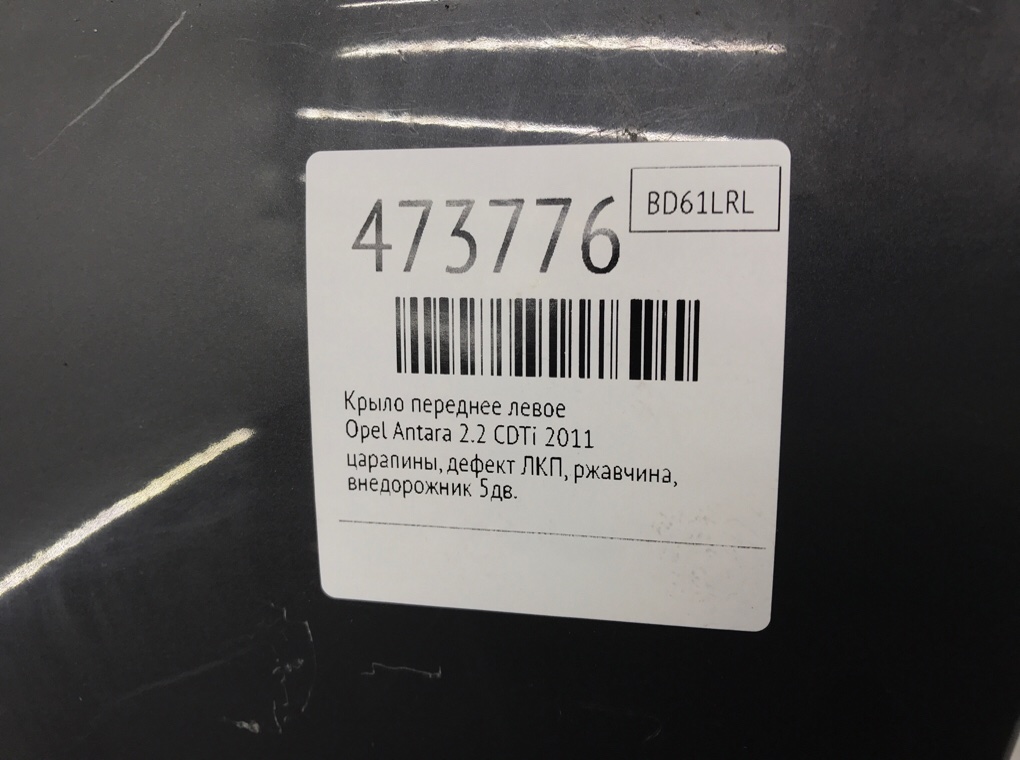 473776
BD61LRL
Крыло переднее левое
Opel Antara 2.2 CDTi 2011
царапины, дефект ЛКП, ржавчина,
внедорожник 5дв.